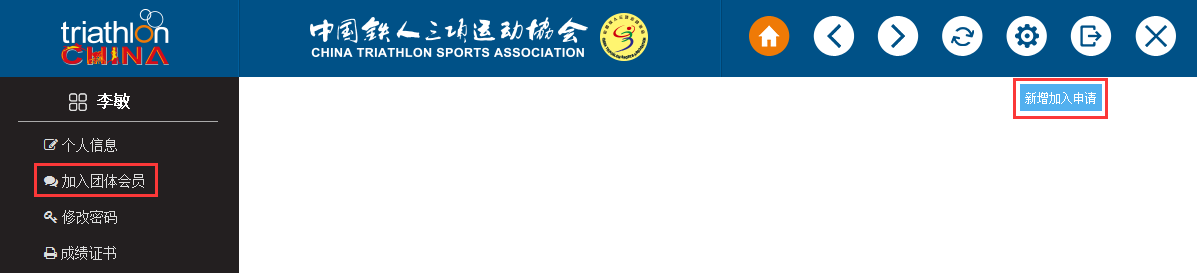 triathlon
CHINA
中国铁人三项运动协会
CHINA TRIATHLON SPORTS ASSOCIATION
新增加入申请
李敏
个人信息
加入团体会员
修改密码
成绩证书